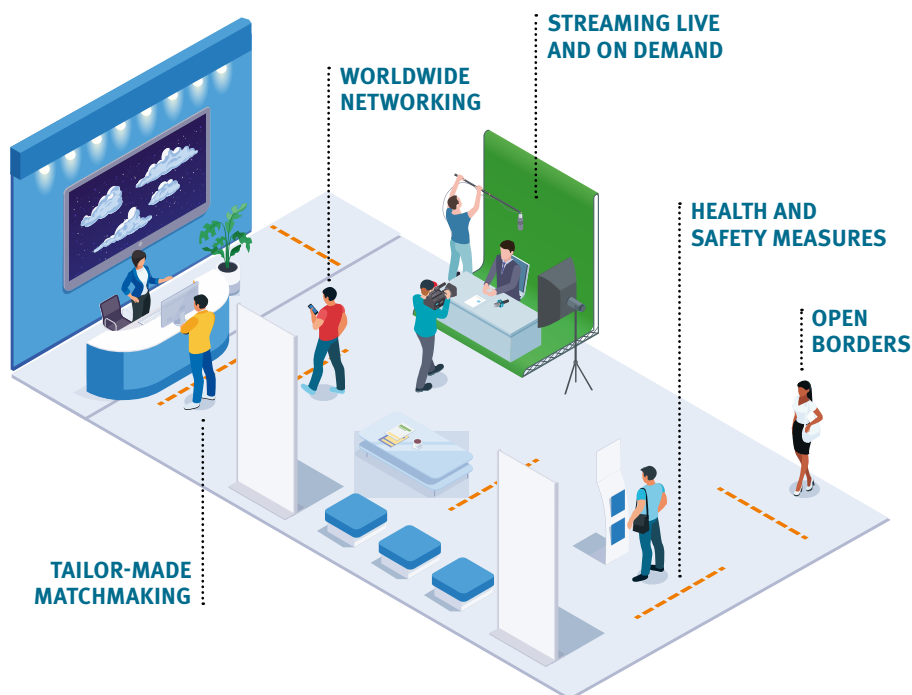 STREAMING LIVE
AND ON DEMAND
WORLDWIDE
NETWORKING
HEALTH AND
SAFETY MEASURES
OPEN
BORDERS
TAILOR-MADE
MATCHMAKING